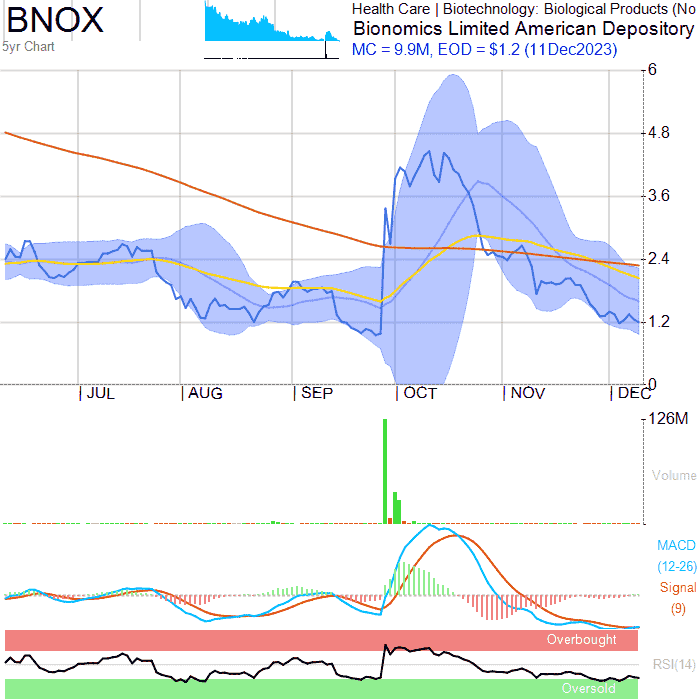 BNOX
5yr Chart
Health Care | Biotechnology: Biological Products (No
Bionomics Limited American Depository
MC = 9.9M, EOD = $1.2 (11Dec2023)
6
4.8
3.6
2.4
1.2
0
| JUL | AUG | SEP | OCT | NOV | DEC
126M
Volume
MACD
(12-26)
Signal
(9)
Overbought
RSI(14)
Oversold